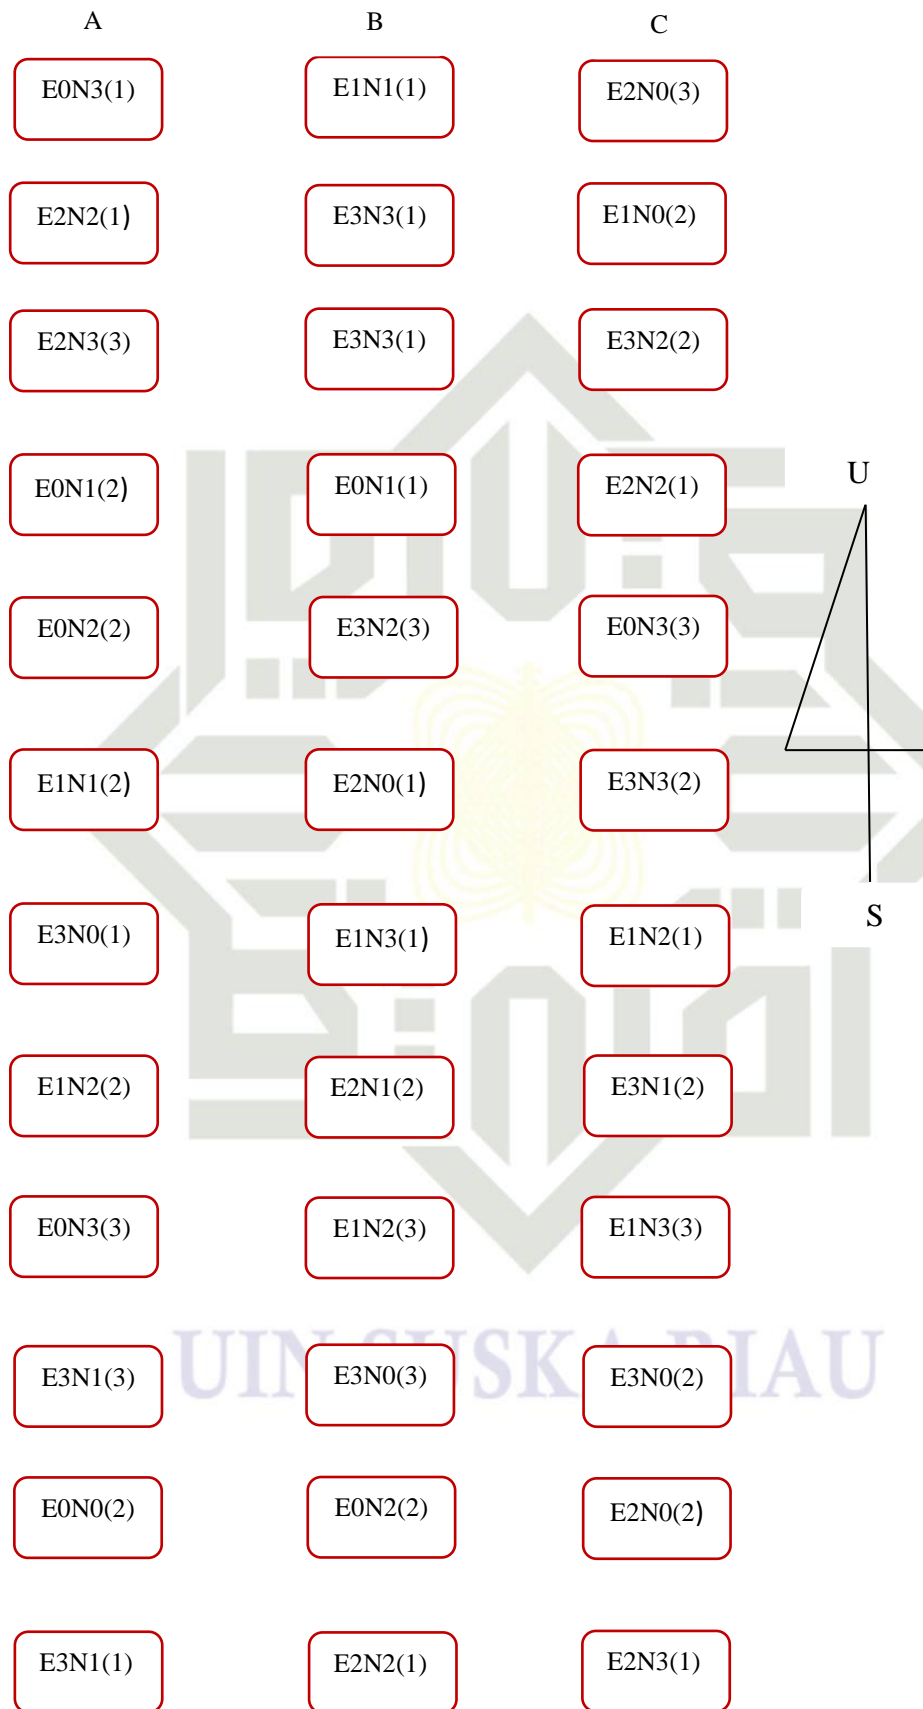 A B C
E0N3(1) E1N1(1) E2N0(3)
E2N2(1) E3N3(1) E1N0(2)
E2N3(3) E3N3(1) E3N2(2)
E0N1(2) E0N1(1) E2N2(1)
U
E0N2(2) E3N2(3) E0N3(3)
E1N1(2) E2N0(1) E3N3(2)
E3N0(1) E1N3(1) E1N2(1)
S
E1N2(2) E2N1(2) E3N1(2)
E0N3(3) E1N2(3) E1N3(3)
UIN SUSKA RIAU
E3N1(3) E3N0(3) E3N0(2)
E0N0(2) E0N2(2) E2N0(2)
E3N1(1) E2N2(1) E2N3(1)